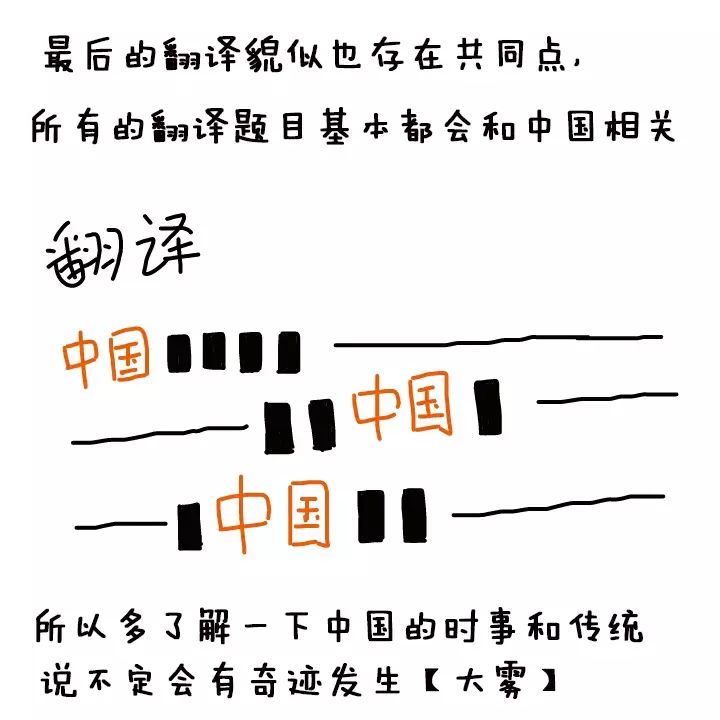 最后的翻译貌似也存在共同点,
所有的翻译题目基本都会和中国相关
翻译
中国
中国
中国
所以多了解一下中国的时事和传统
说不定会有奇迹发生【大雾】